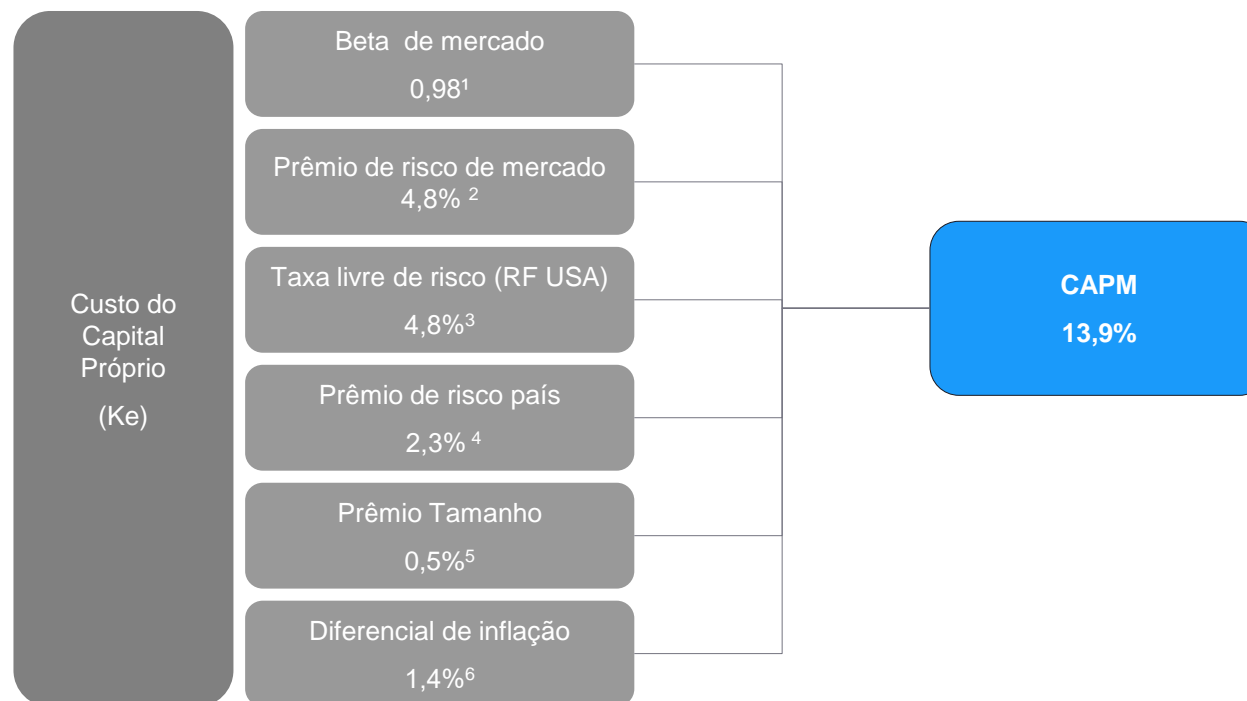 Custo do
Capital
Próprio
(Ke)
Beta de mercado
0,98¹
Prêmio de risco de mercado
4,8% ²
Taxa livre de risco (RF USA)
4,8%³
Prêmio de risco país
2,3% ⁴
Prêmio Tamanho
0,5%⁵
Diferencial de inflação
1,4%⁶
CAPM
13,9%